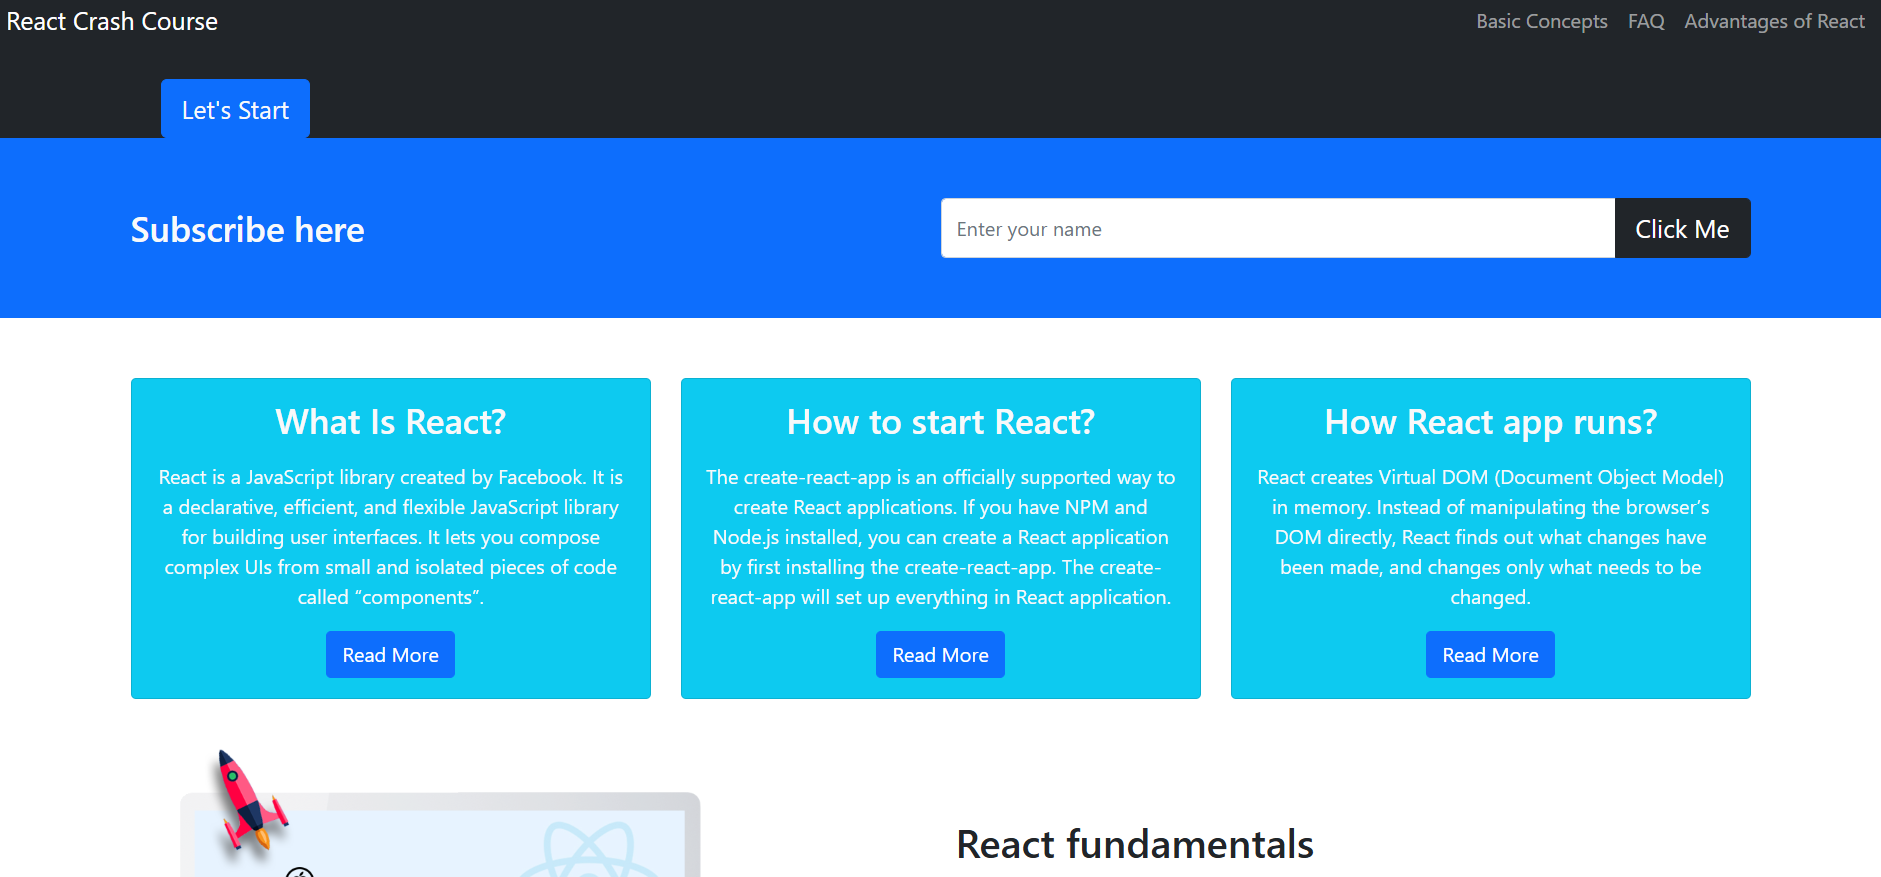 React Crash Course
Basic Concepts FAQ Advantages of React
Let's Start
Subscribe here
Enter your name
Click Me
What Is React?
React is a JavaScript library created by Facebook. It is
a declarative, efficient, and flexible JavaScript library
for building user interfaces. It lets you compose
complex UIs from small and isolated pieces of code
called “components”.
Read More
How to start React?
The create-react-app is an officially supported way to
create React applications. If you have NPM and
Node.js installed, you can create a React application
by first installing the create-react-app. The create-
react-app will set up everything in React application.
Read More
How React app runs?
React creates Virtual DOM (Document Object Model)
in memory. Instead of manipulating the browser’s
DOM directly, React finds out what changes have
been made, and changes only what needs to be
changed.
Read More
React fundamentals